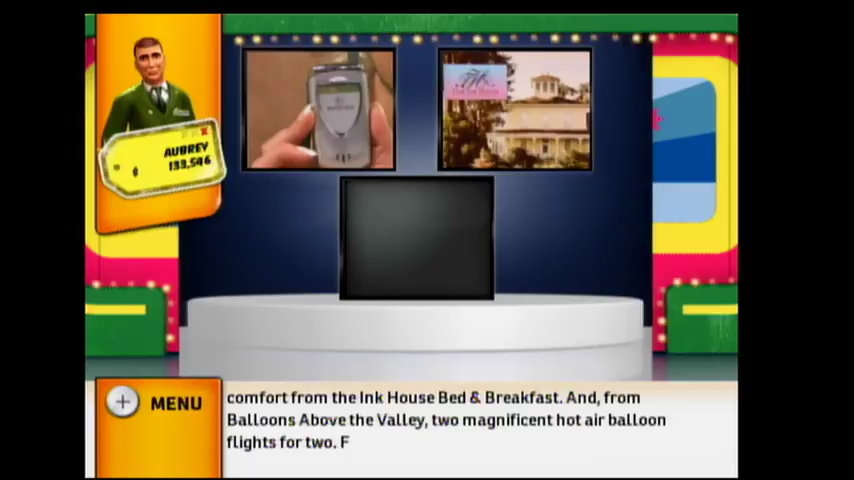 AUBREY
133,546
MENU
comfort from the Ink House Bed & Breakfast. And, from
Balloons Above the Valley, two magnificent hot air balloon
flights for two. F